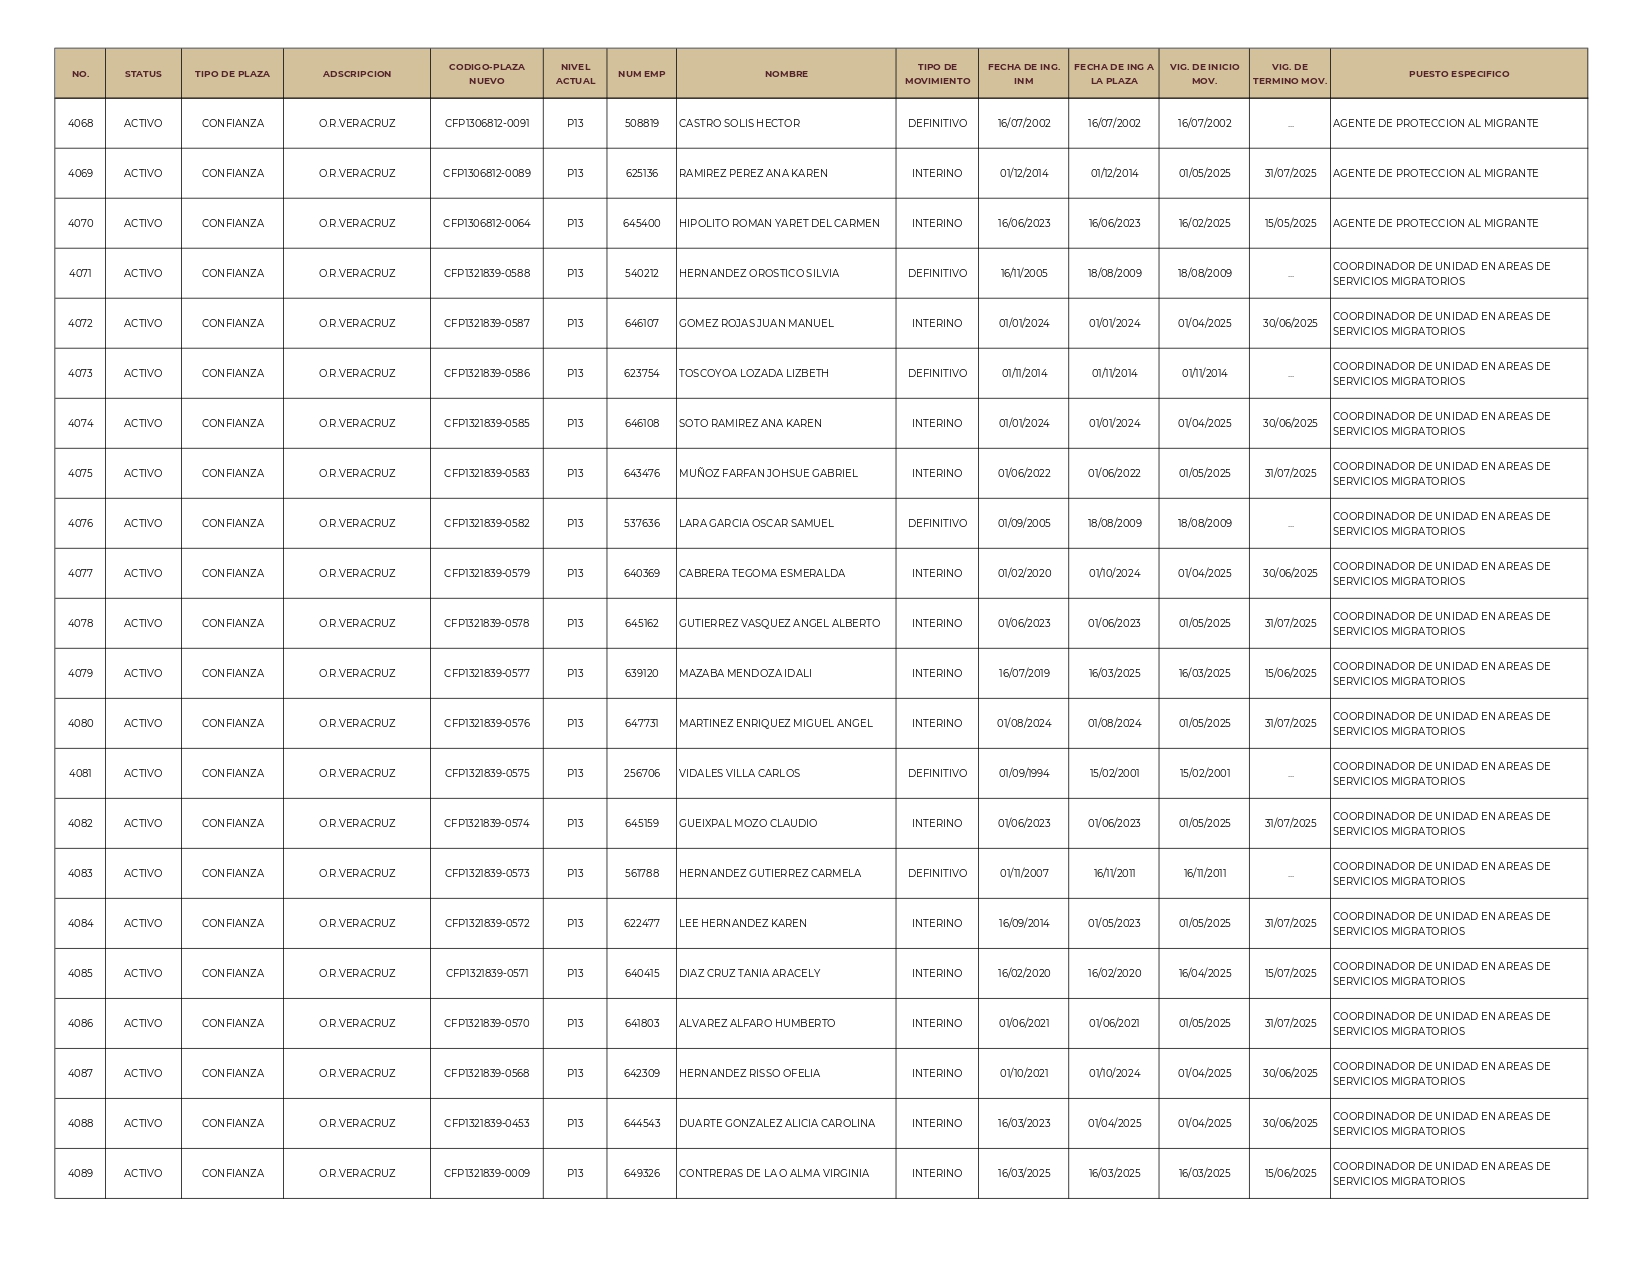 NO. STATUS TIPO DE PLAZA ADSCRIPCION CODIGO-PLAZA NUEVO NIVEL ACTUAL NUM EMP NOMBRE TIPO DE MOVIMIENTO FECHA DE ING. INM FECHA DE ING A LA PLAZA VIG. DE INICIO MOV. VIG. DE TERMINO MOV. PUESTO ESPECIFICO
4068 ACTIVO CONFIANZA O.R.VERACRUZ CFP1306812-0091 P13 508819 CASTRO SOLIS HECTOR DEFINITIVO 16/07/2002 16/07/2002 16/07/2002 ... AGENTE DE PROTECCION AL MIGRANTE
4069 ACTIVO CONFIANZA O.R.VERACRUZ CFP1306812-0089 P13 625136 RAMIREZ PEREZ ANA KAREN INTERINO 01/12/2014 01/12/2014 01/05/2025 31/07/2025 AGENTE DE PROTECCION AL MIGRANTE
4070 ACTIVO CONFIANZA O.R.VERACRUZ CFP1306812-0064 P13 645400 HIPOLITO ROMAN YARET DEL CARMEN INTERINO 16/06/2023 16/06/2023 16/02/2025 15/05/2025 AGENTE DE PROTECCION AL MIGRANTE
4071 ACTIVO CONFIANZA O.R.VERACRUZ CFP1321839-0588 P13 540212 HERNANDEZ OROSTICO SILVIA DEFINITIVO 16/11/2005 18/08/2009 18/08/2009 ... COORDINADOR DE UNIDAD EN AREAS DE SERVICIOS MIGRATORIOS
4072 ACTIVO CONFIANZA O.R.VERACRUZ CFP1321839-0587 P13 646107 GOMEZ ROJAS JUAN MANUEL INTERINO 01/01/2024 01/01/2024 01/04/2025 30/06/2025 COORDINADOR DE UNIDAD EN AREAS DE SERVICIOS MIGRATORIOS
4073 ACTIVO CONFIANZA O.R.VERACRUZ CFP1321839-0586 P13 623754 TOSCOYOA LOZADA LIZBETH DEFINITIVO 01/11/2014 01/11/2014 01/11/2014 ... COORDINADOR DE UNIDAD EN AREAS DE SERVICIOS MIGRATORIOS
4074 ACTIVO CONFIANZA O.R.VERACRUZ CFP1321839-0585 P13 646108 SOTO RAMIREZ ANA KAREN INTERINO 01/01/2024 01/01/2024 01/04/2025 30/06/2025 COORDINADOR DE UNIDAD EN AREAS DE SERVICIOS MIGRATORIOS
4075 ACTIVO CONFIANZA O.R.VERACRUZ CFP1321839-0583 P13 643476 MUÑOZ FARFAN JOHSUE GABRIEL INTERINO 01/06/2022 01/06/2022 01/05/2025 31/07/2025 COORDINADOR DE UNIDAD EN AREAS DE SERVICIOS MIGRATORIOS
4076 ACTIVO CONFIANZA O.R.VERACRUZ CFP1321839-0582 P13 537636 LARA GARCIA OSCAR SAMUEL DEFINITIVO 01/09/2005 18/08/2009 18/08/2009 ... COORDINADOR DE UNIDAD EN AREAS DE SERVICIOS MIGRATORIOS
4077 ACTIVO CONFIANZA O.R.VERACRUZ CFP1321839-0579 P13 640369 CABRERA TEGOMA ESMERALDA INTERINO 01/02/2020 01/10/2024 01/04/2025 30/06/2025 COORDINADOR DE UNIDAD EN AREAS DE SERVICIOS MIGRATORIOS
4078 ACTIVO CONFIANZA O.R.VERACRUZ CFP1321839-0578 P13 645162 GUTIERREZ VASQUEZ ANGEL ALBERTO INTERINO 01/06/2023 01/06/2023 01/05/2025 31/07/2025 COORDINADOR DE UNIDAD EN AREAS DE SERVICIOS MIGRATORIOS
4079 ACTIVO CONFIANZA O.R.VERACRUZ CFP1321839-0577 P13 639120 MAZABA MENDOZA IDALI INTERINO 16/07/2019 16/03/2025 16/03/2025 15/06/2025 COORDINADOR DE UNIDAD EN AREAS DE SERVICIOS MIGRATORIOS
4080 ACTIVO CONFIANZA O.R.VERACRUZ CFP1321839-0576 P13 647731 MARTINEZ ENRIQUEZ MIGUEL ANGEL INTERINO 01/08/2024 01/08/2024 01/05/2025 31/07/2025 COORDINADOR DE UNIDAD EN AREAS DE SERVICIOS MIGRATORIOS
4081 ACTIVO CONFIANZA O.R.VERACRUZ CFP1321839-0575 P13 256706 VIDALES VILLA CARLOS DEFINITIVO 01/09/1994 15/02/2001 15/02/2001 ... COORDINADOR DE UNIDAD EN AREAS DE SERVICIOS MIGRATORIOS
4082 ACTIVO CONFIANZA O.R.VERACRUZ CFP1321839-0574 P13 645159 GUEIXPAL MOZO CLAUDIO INTERINO 01/06/2023 01/06/2023 01/05/2025 31/07/2025 COORDINADOR DE UNIDAD EN AREAS DE SERVICIOS MIGRATORIOS
4083 ACTIVO CONFIANZA O.R.VERACRUZ CFP1321839-0573 P13 561788 HERNANDEZ GUTIERREZ CARMELA DEFINITIVO 01/11/2007 16/11/2011 16/11/2011 ... COORDINADOR DE UNIDAD EN AREAS DE SERVICIOS MIGRATORIOS
4084 ACTIVO CONFIANZA O.R.VERACRUZ CFP1321839-0572 P13 622477 LEE HERNANDEZ KAREN INTERINO 16/09/2014 01/05/2023 01/05/2025 31/07/2025 COORDINADOR DE UNIDAD EN AREAS DE SERVICIOS MIGRATORIOS
4085 ACTIVO CONFIANZA O.R.VERACRUZ CFP1321839-0571 P13 640415 DIAZ CRUZ TANIA ARACELY INTERINO 16/02/2020 16/02/2020 16/04/2025 15/07/2025 COORDINADOR DE UNIDAD EN AREAS DE SERVICIOS MIGRATORIOS
4086 ACTIVO CONFIANZA O.R.VERACRUZ CFP1321839-0570 P13 641803 ALVAREZ ALFARO HUMBERTO INTERINO 01/06/2021 01/06/2021 01/05/2025 31/07/2025 COORDINADOR DE UNIDAD EN AREAS DE SERVICIOS MIGRATORIOS
4087 ACTIVO CONFIANZA O.R.VERACRUZ CFP1321839-0568 P13 642309 HERNANDEZ RISSO OFELIA INTERINO 01/10/2021 01/10/2024 01/04/2025 30/06/2025 COORDINADOR DE UNIDAD EN AREAS DE SERVICIOS MIGRATORIOS
4088 ACTIVO CONFIANZA O.R.VERACRUZ CFP1321839-0453 P13 644543 DUARTE GONZALEZ ALICIA CAROLINA INTERINO 16/03/2023 01/04/2025 01/04/2025 30/06/2025 COORDINADOR DE UNIDAD EN AREAS DE SERVICIOS MIGRATORIOS
4089 ACTIVO CONFIANZA O.R.VERACRUZ CFP1321839-0009 P13 649326 CONTRERAS DE LA O ALMA VIRGINIA INTERINO 16/03/2025 16/03/2025 16/03/2025 15/06/2025 COORDINADOR DE UNIDAD EN AREAS DE SERVICIOS MIGRATORIOS